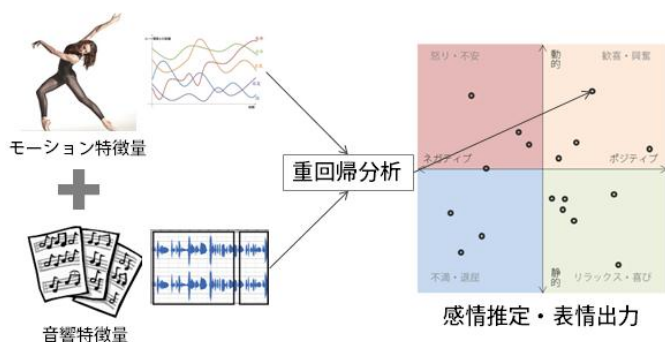 モーション特徴量
音響特徴量
重回帰分析
怒り・不安
動的
歓喜・興奮
ネガティブ
ポジティブ
不満・退屈
静的
リラックス・喜び
感情推定・表情出力